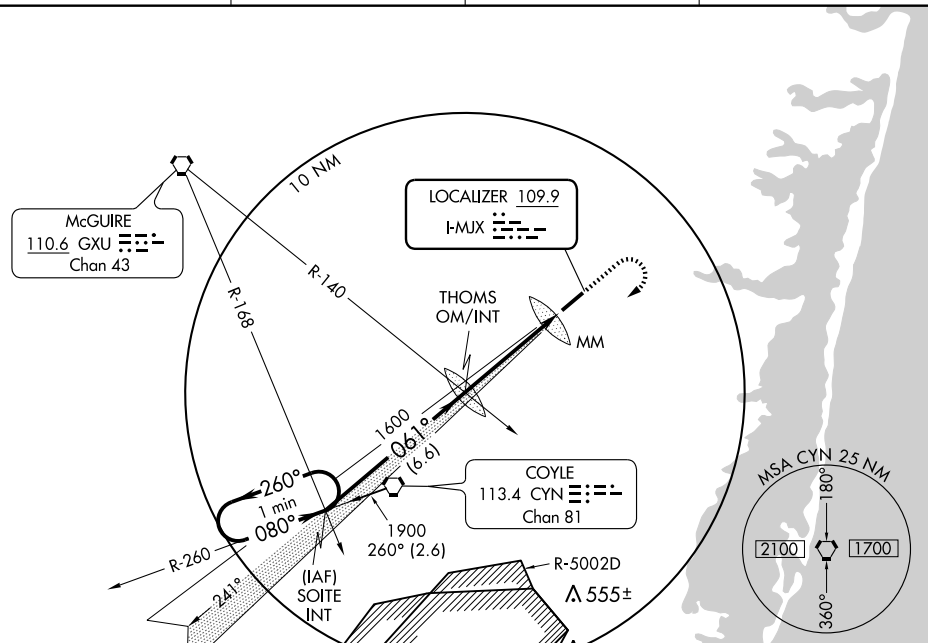 10 NM
McGUIRE
110.6 GXU
Chan 43
LOCALIZER 109.9
I-MJX
R-140
R-168
THOMS
OM/INT
MM
1600
061°
(6.6)
260°
1 min
080°
COYLE
113.4 CYN
Chan 81
1900
260° (2.6)
R-260
241°
(IAF)
SOITE
INT
R-5002D
555±
MSA CYN 25 NM
180°
2100
1700
360°